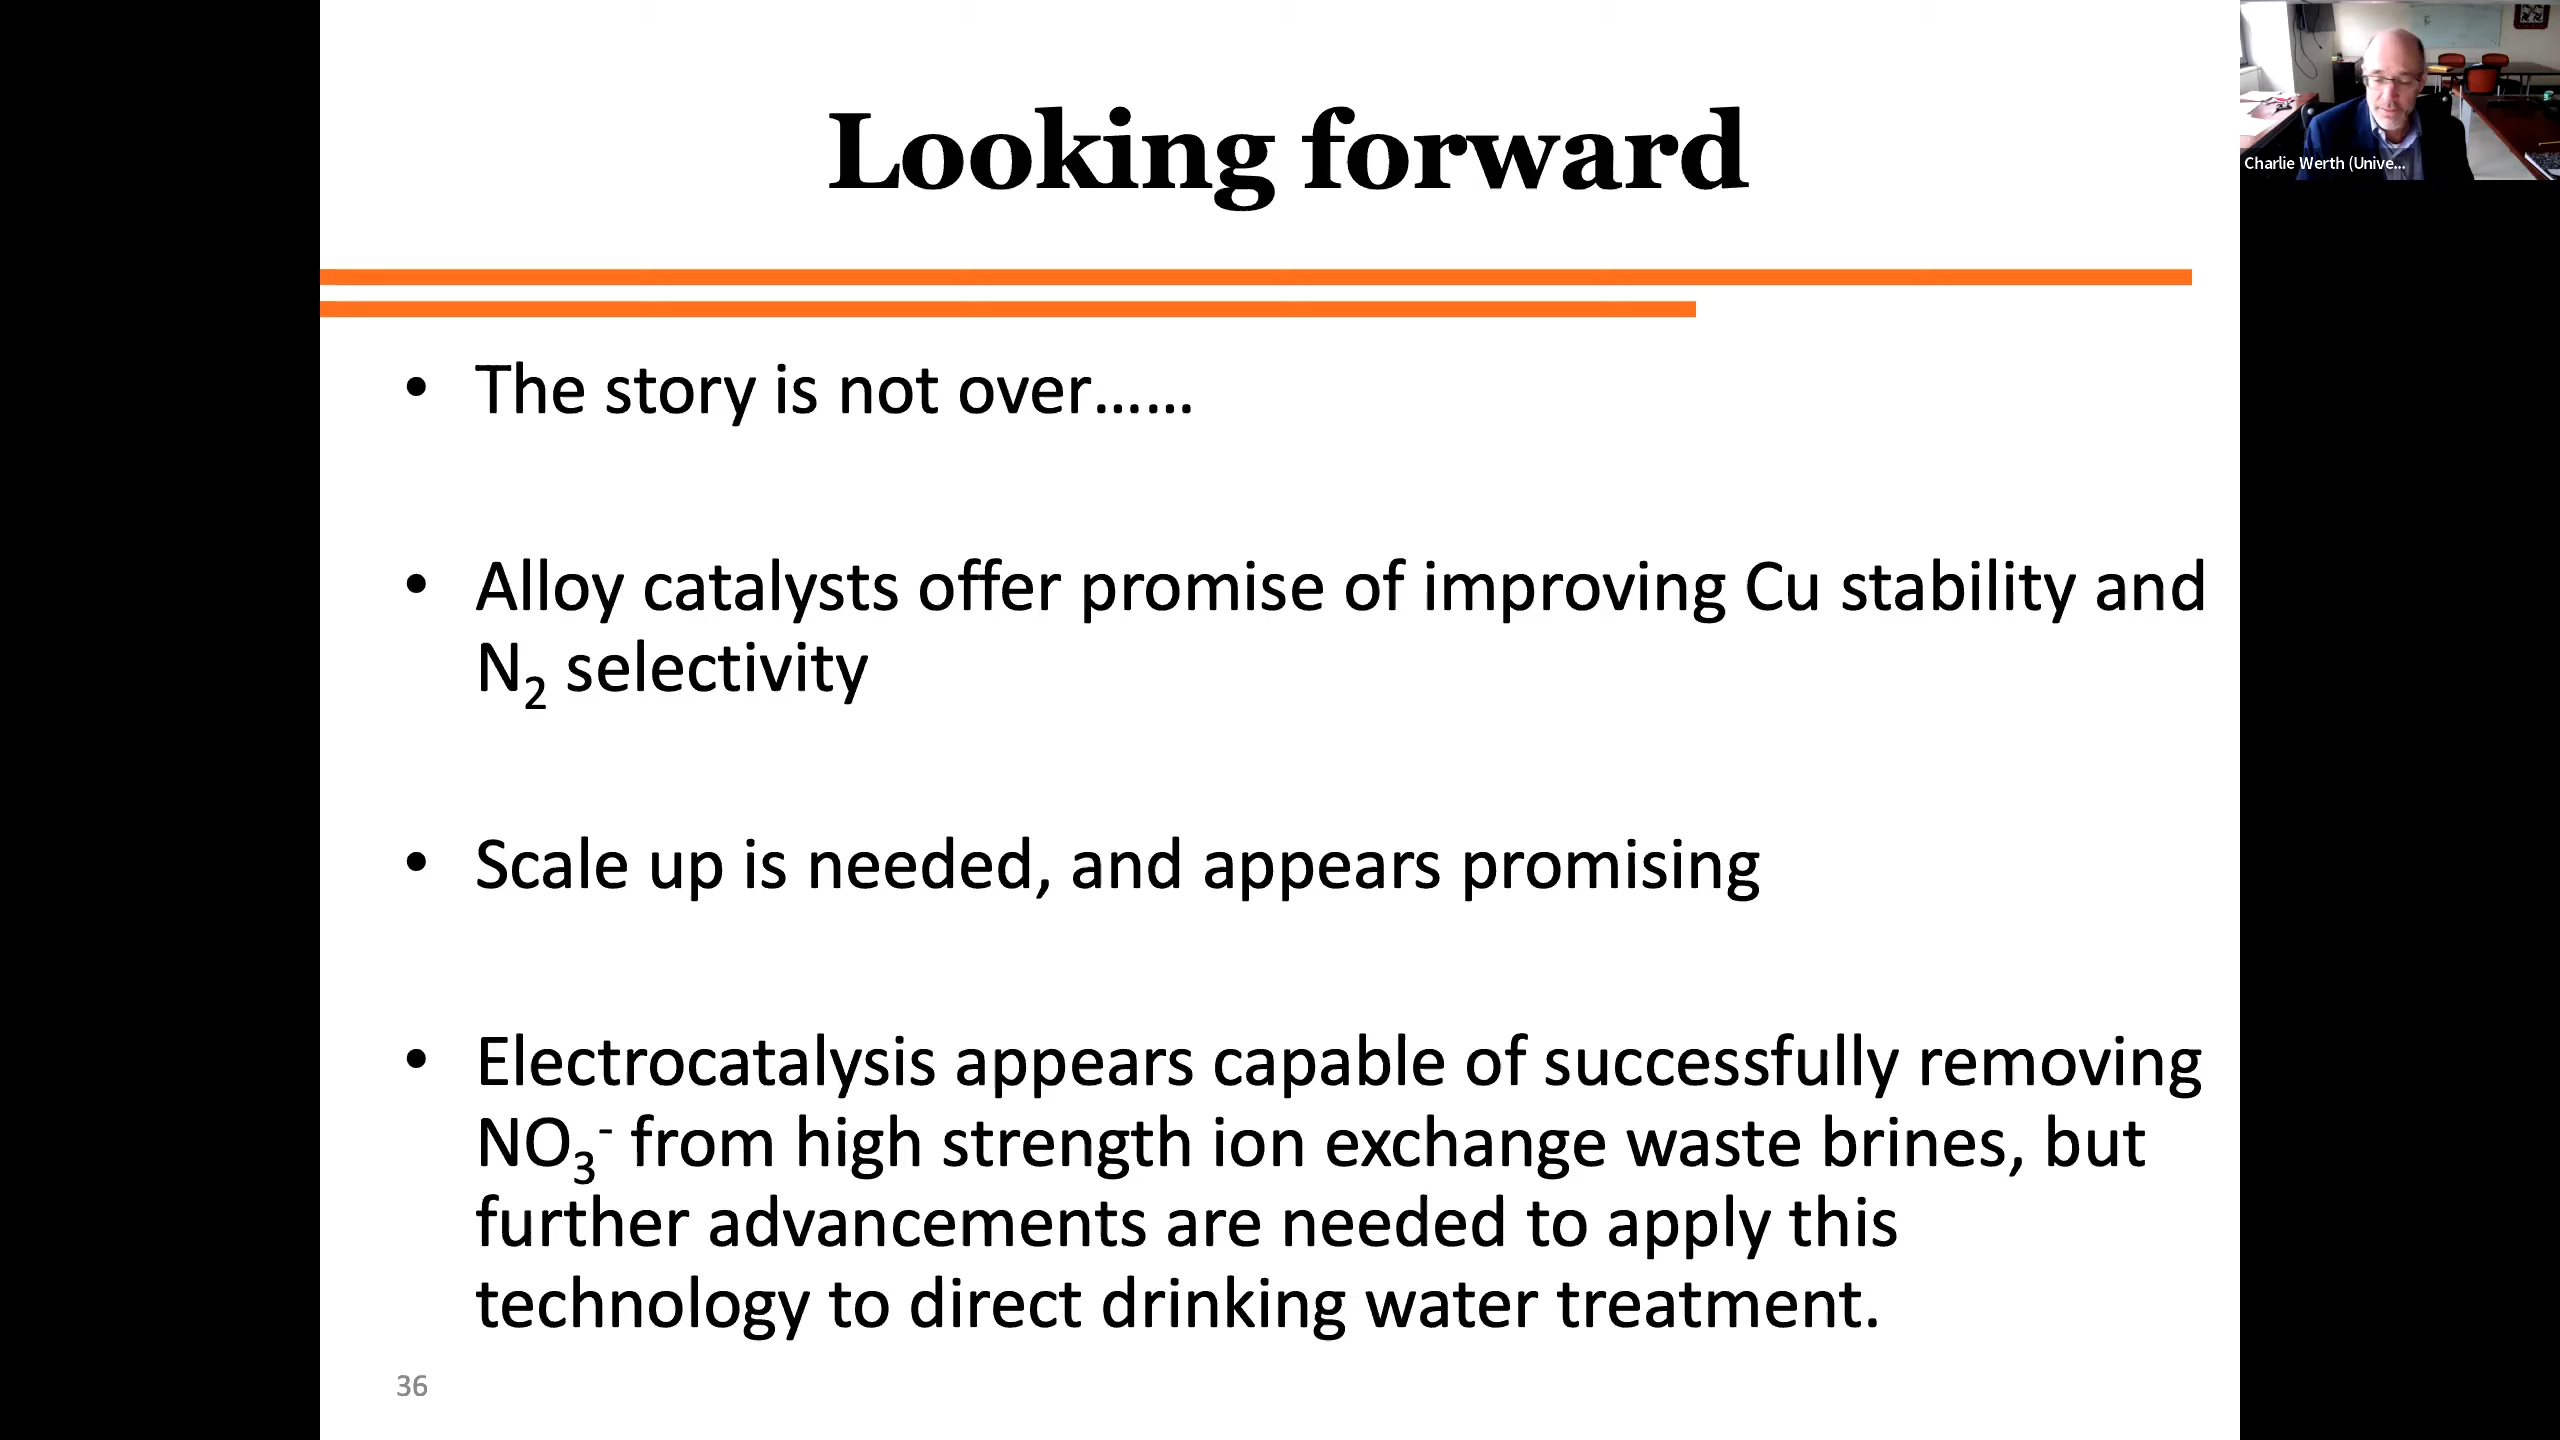 Looking forward
Charlie Werth (Unive...
• The story is not over......
• Alloy catalysts offer promise of improving Cu stability and
N₂ selectivity
• Scale up is needed, and appears promising
• Electrocatalysis appears capable of successfully removing
NO₃⁻ from high strength ion exchange waste brines, but
further advancements are needed to apply this
technology to direct drinking water treatment.
36